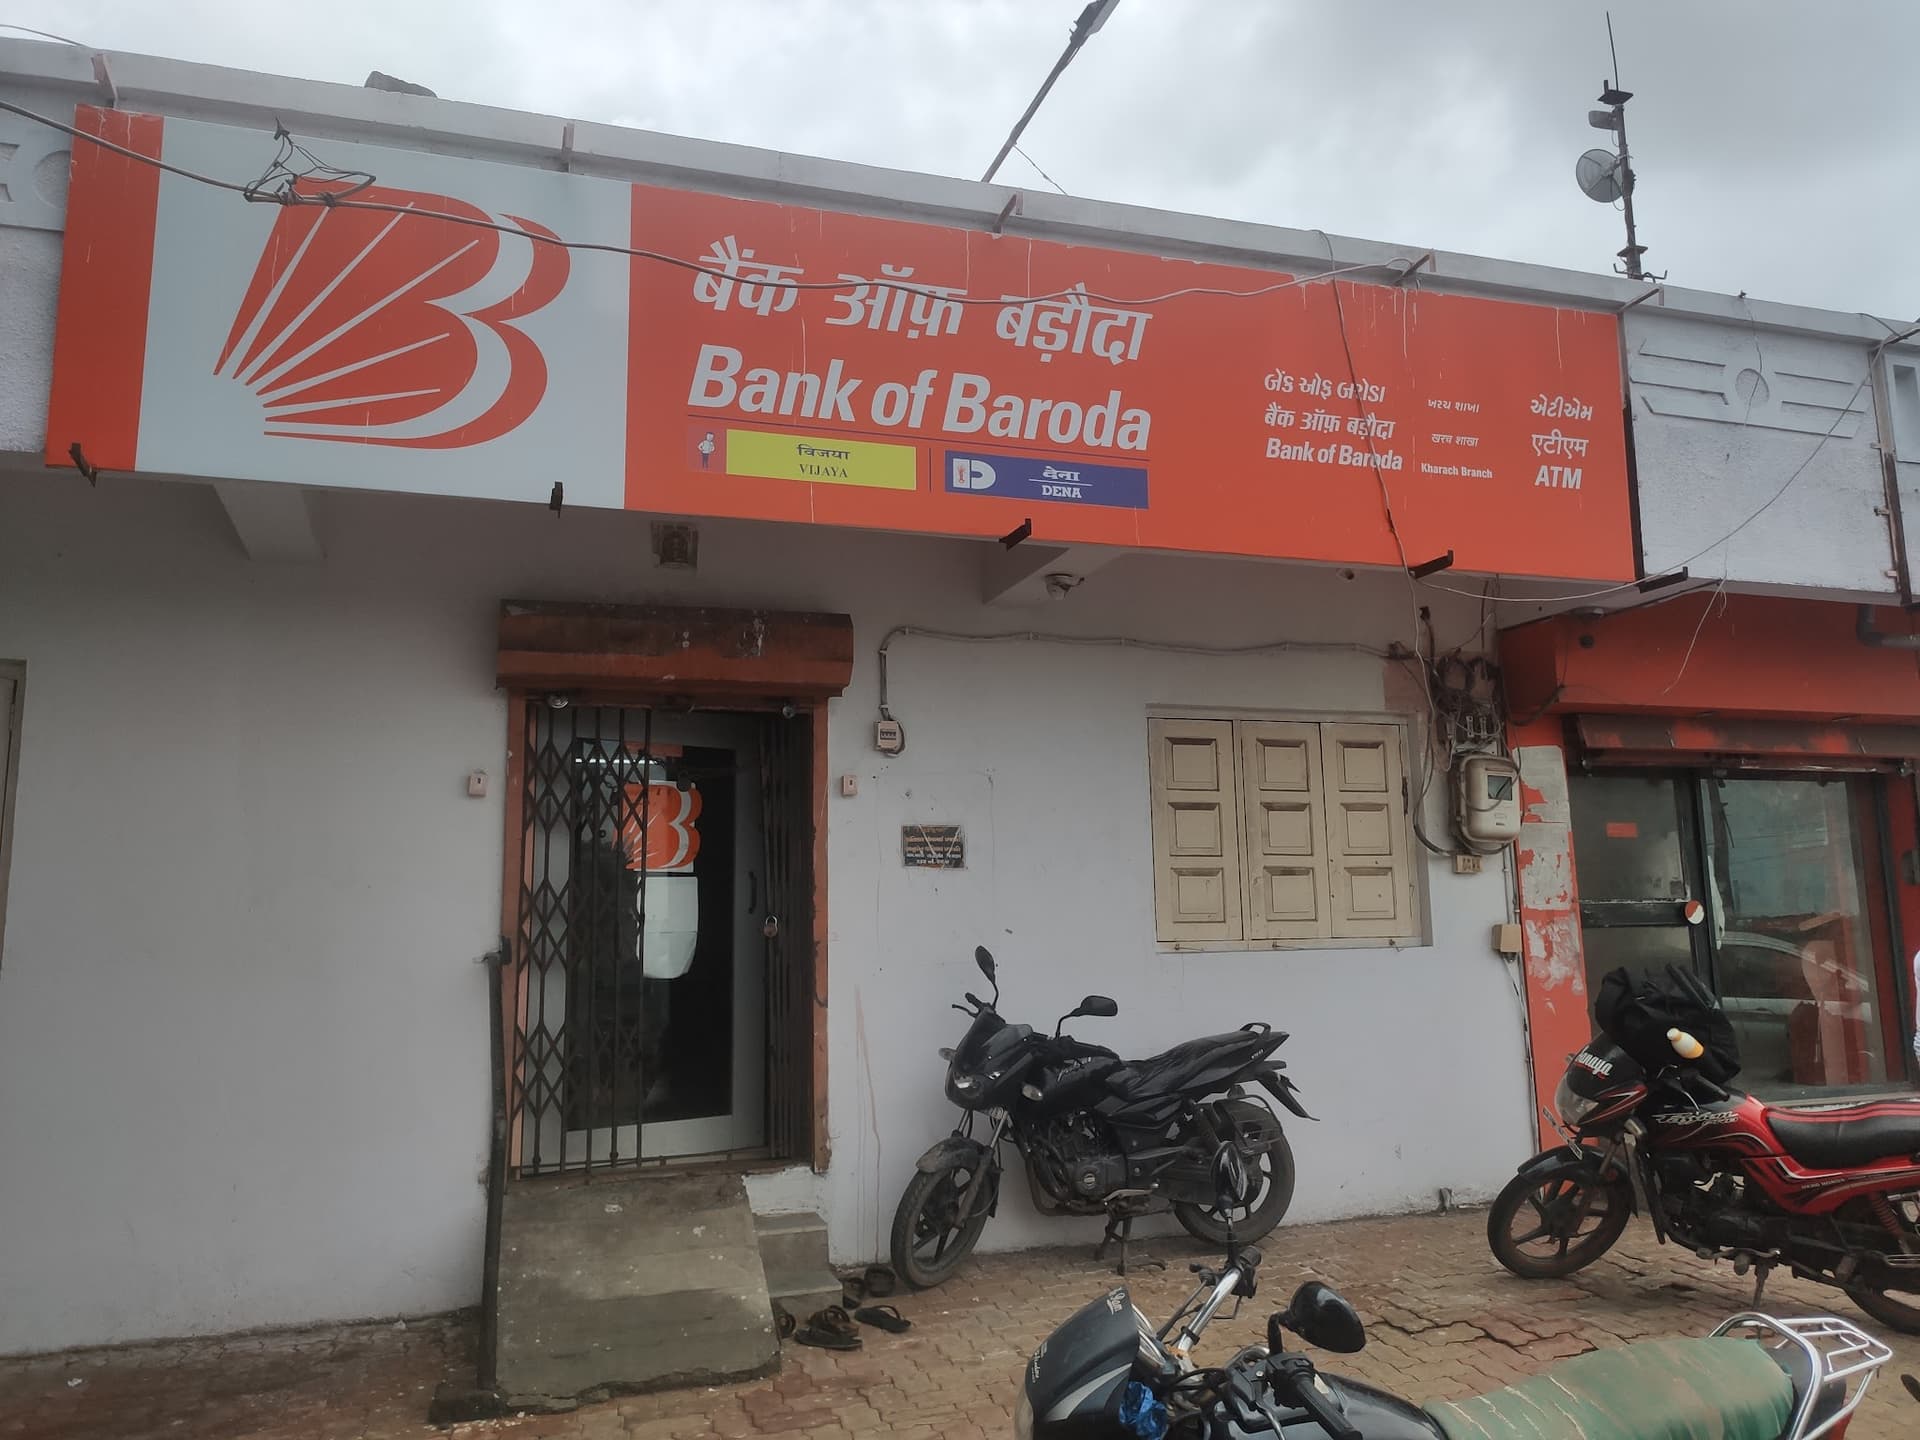 बैंक ऑफ़ बड़ौदा
Bank of Baroda
विजया
VIJAYA
देना
DENA
બેંક ઓફ બરોડા
बैंक ऑफ़ बड़ौदा
Bank of Baroda
ખરચ શાખા
खरच शाखा
Kharach Branch
એટીએમ
एटीएम
ATM